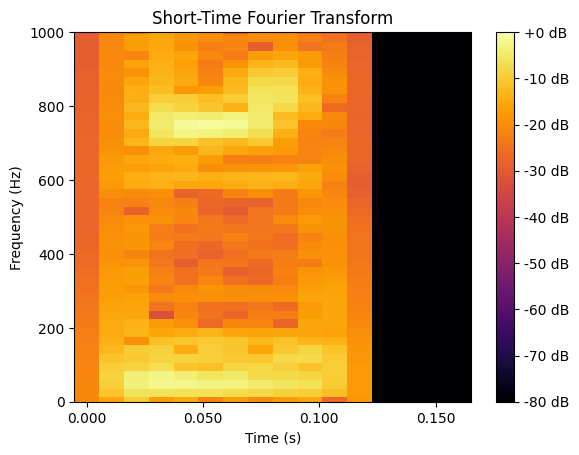 Short-Time Fourier Transform
1000
800
600
400
200
0
Frequency (Hz)
0.000
0.050
0.100
0.150
Time (s)
+0 dB
-10 dB
-20 dB
-30 dB
-40 dB
-50 dB
-60 dB
-70 dB
-80 dB